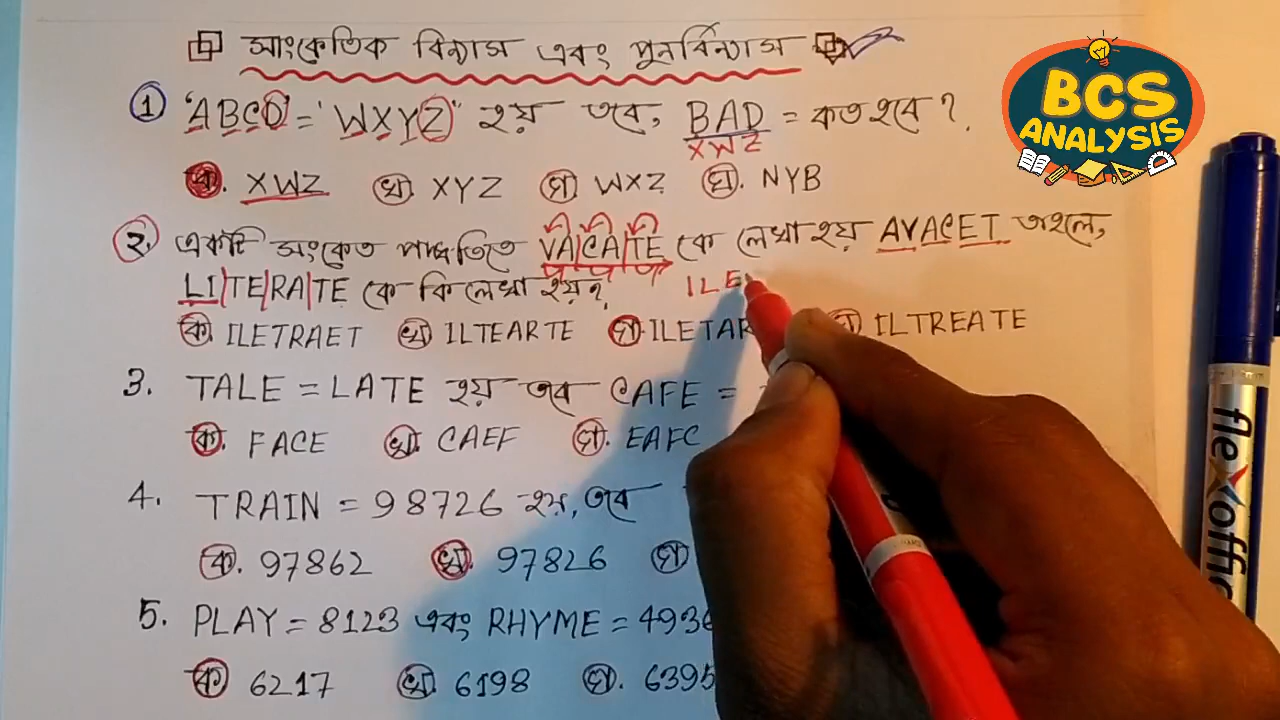 সাংকেতিক বিন্যাস এবং পুনর্বিন্যাস
BCS
ANALYSIS
1 'ABCD' = 'WXYZ" হয় তবে, BAD = কত হবে ?
XWZ
ক. XWZ খ. XYZ গ. WXZ ঘ. NYB
২. একটি সংকেত পদ্ধতিতে VACATE কে লেখা হয় AVACET তাহলে,
LITERATE কে কি লেখা হয় ? ILE
ক ILETRAET খ ILTEARTE গ ILETAR ILTREATE
3. TALE = LATE হয় তবে CAFE =
ক. FACE খ. CAEF গ. EAFC
4. TRAIN = 98726 হয়, তবে
ক. 97862 খ 97826 গ
5. PLAY = 8123 এবং RHYME = 4936
ক 6217 খ 6198 গ. 6395
flexoffice